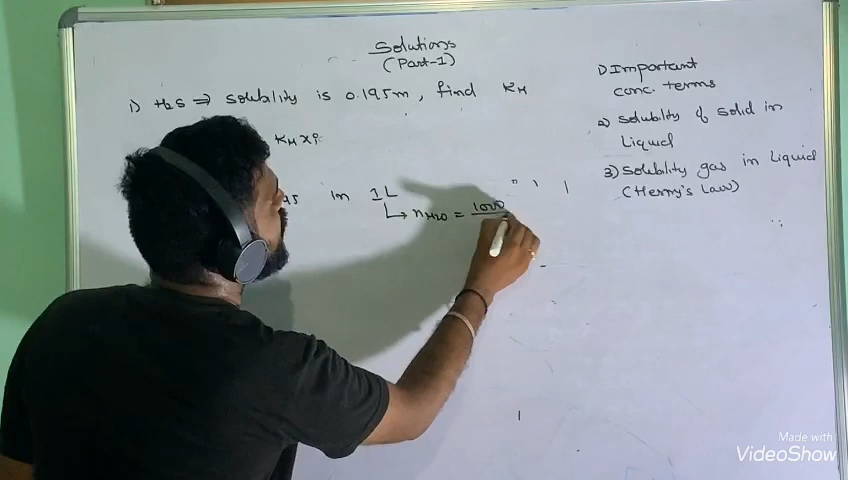 Solutions
(Part-1)
1) H2S ⇒ solubility is 0.195m, find KH
KH xi
in 1L
↳ nH2O = 1000
1) Important
conc. terms
2) solubility of solid in
Liquid
3) solubility gas in Liquid
(Henry's Law)
Made with
VideoShow